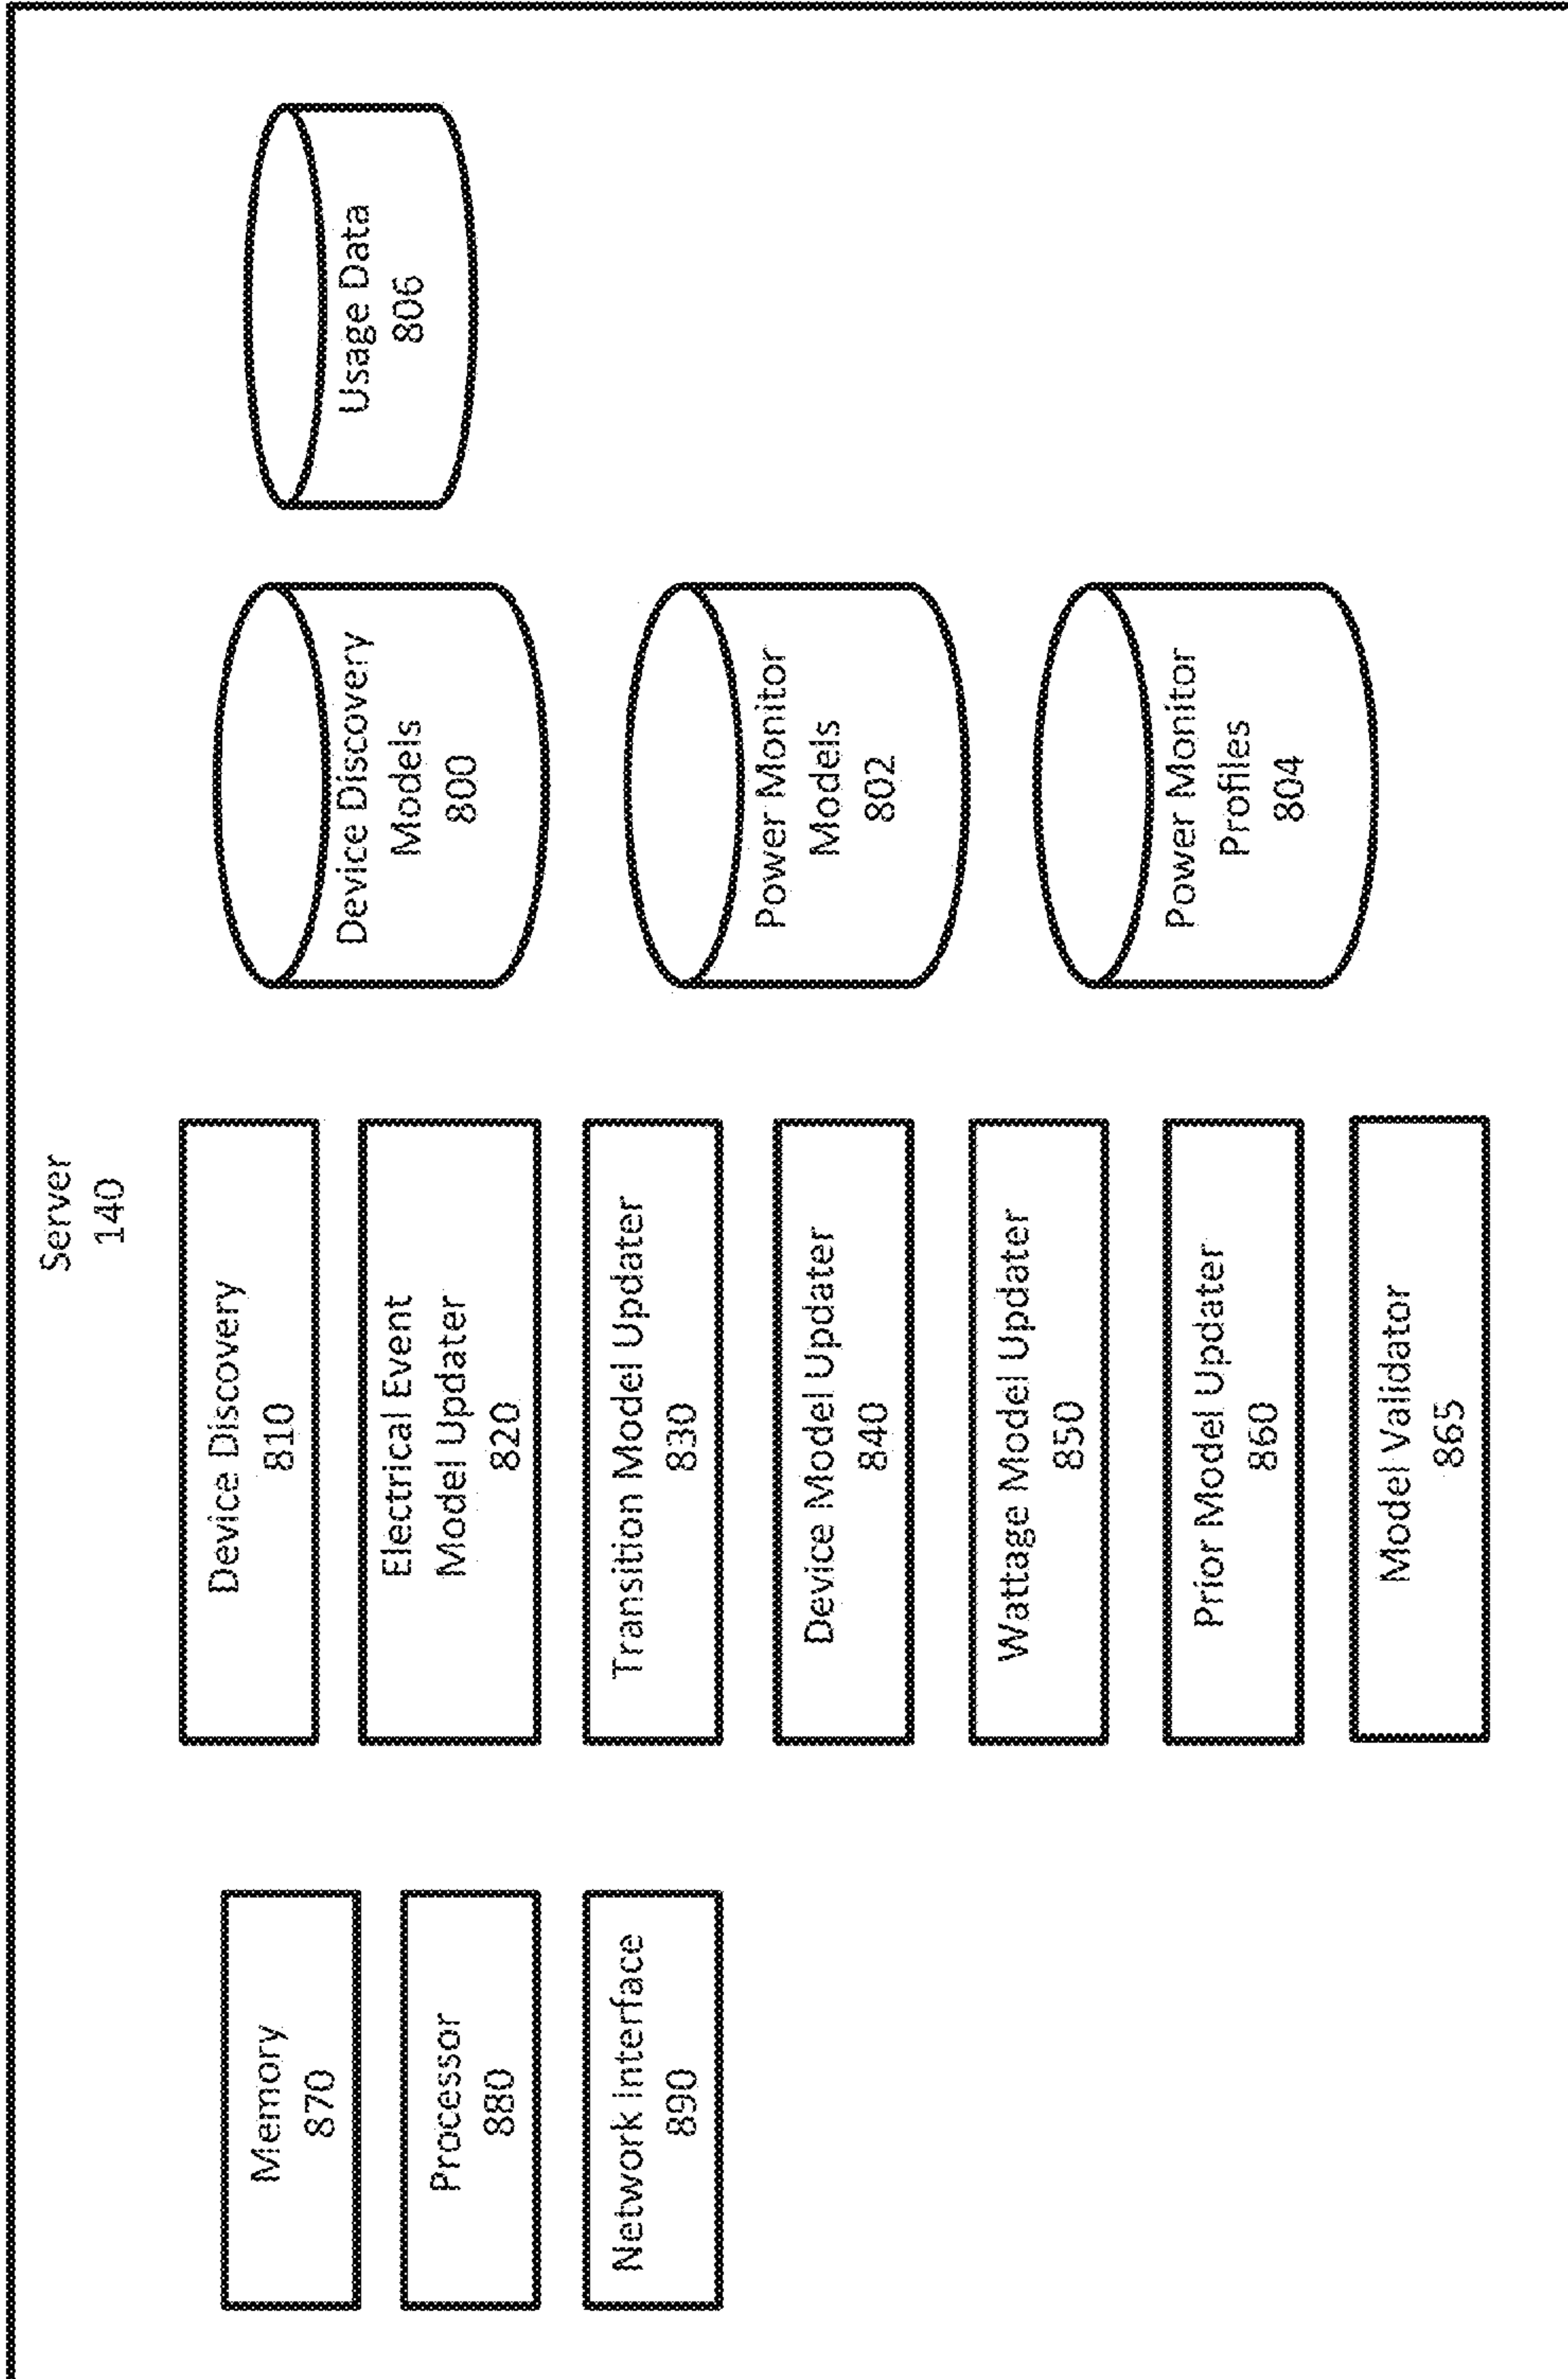 Server
140
Memory
870
Processor
880
Network Interface
890
Device Discovery
810
Electrical Event
Model Updater
820
Transition Model Updater
830
Device Model Updater
840
Wattage Model Updater
850
Prior Model Updater
860
Model Validator
865
Device Discovery
Models
800
Power Monitor
Models
802
Power Monitor
Profiles
804
Usage Data
806